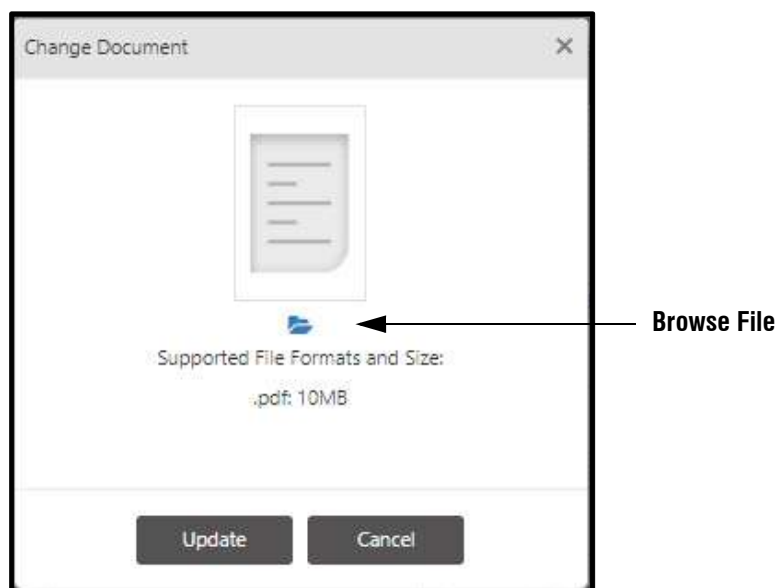 Change Document
Browse File
Supported File Formats and Size:
.pdf: 10MB
Update
Cancel